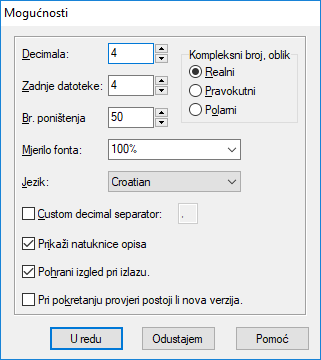 Mogućnosti
Decimala: 4
Kompleksni broj, oblik
Realni
Zadnje datoteke: 4
Pravokutni
Polarni
Br. poništenja 50
Mjerilo fonta: 100%
Jezik: Croatian
Custom decimal separator: .
Prikaži natuknice opisa
Pohrani izgled pri izlazu.
Pri pokretanju provjeri postoji li nova verzija.
U redu Odustajem Pomoć